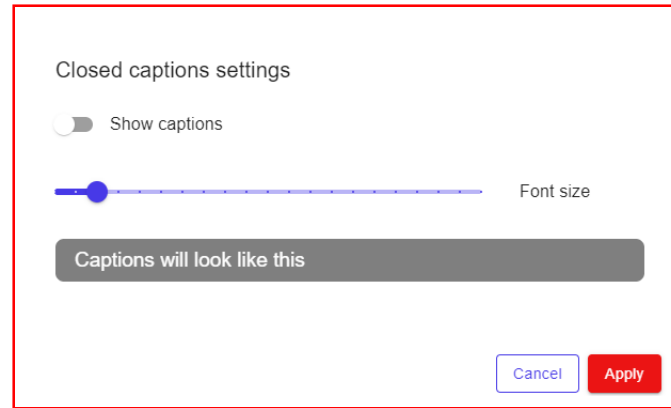 Closed captions settings
Show captions
Font size
Captions will look like this
Cancel
Apply